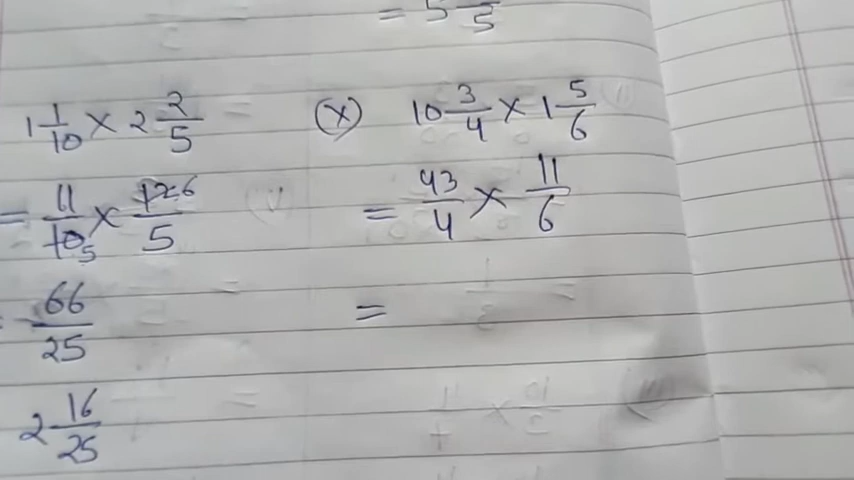 = 5 /5
1 1/10 × 2 2/5
= 11/10 5 × 12 6/5
= 66/25
2 16/25
(x) 10 3/4 × 1 5/6
= 43/4 × 11/6
=